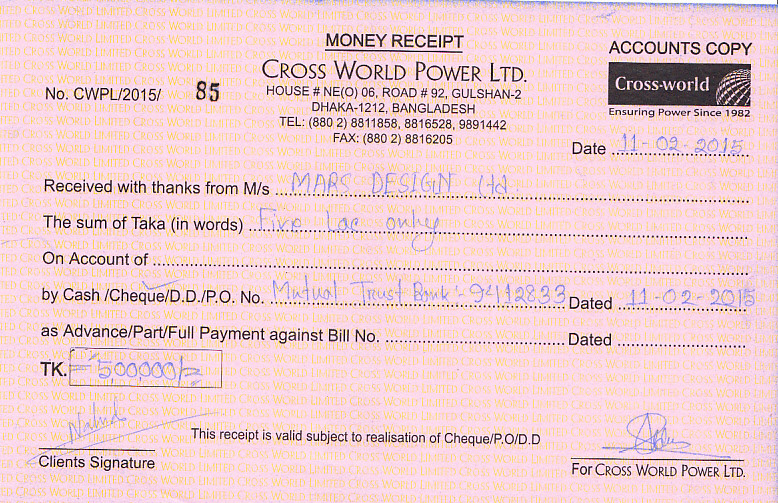 MONEY RECEIPT
ACCOUNTS COPY
CROSS WORLD POWER LTD.
Cross-world
Ensuring Power Since 1982
No. CWPL/2015/ 85
HOUSE # NE(O) 06, ROAD # 92, GULSHAN-2
DHAKA-1212, BANGLADESH
TEL: (880 2) 8811858, 8816528, 9891442
FAX: (880 2) 8816205
Date 11-02-2015
Received with thanks from M/s MARS DESIGN Ltd.
The sum of Taka (in words) Five lac only
On Account of
by Cash /Cheque/D.D./P.O. No. Mutual Trust Bank - 94112833 Dated 11-02-2015
as Advance/Part/Full Payment against Bill No. Dated
TK. =500,000/=
This receipt is valid subject to realisation of Cheque/P.O/D.D
Clients Signature
For CROSS WORLD POWER LTD.